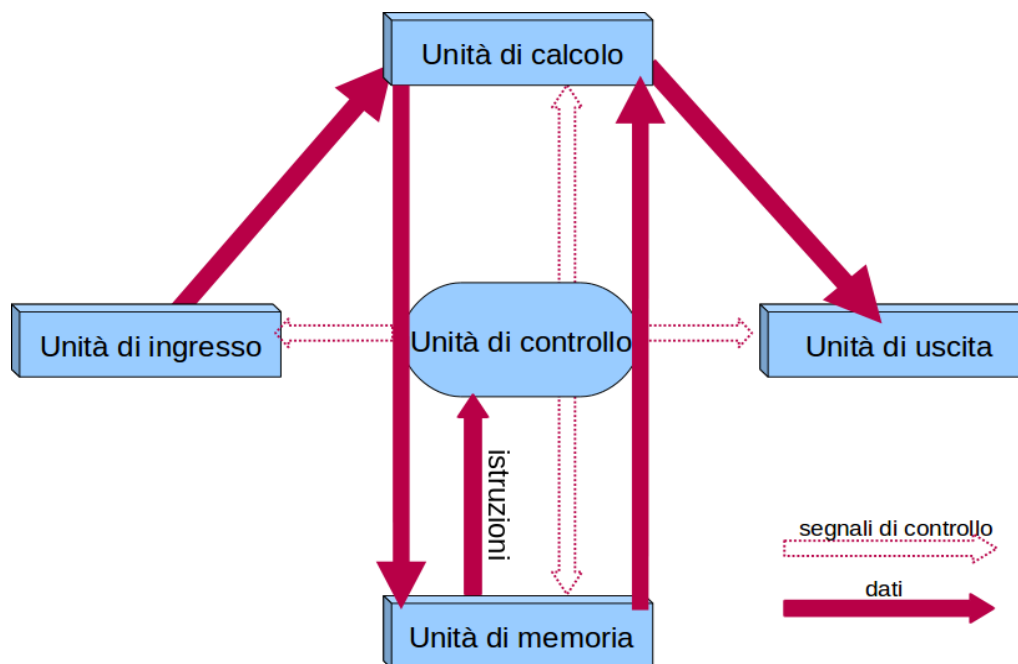 Unità di calcolo
Unità di ingresso
Unità di controllo
Unità di uscita
istruzioni
segnali di controllo
dati
Unità di memoria